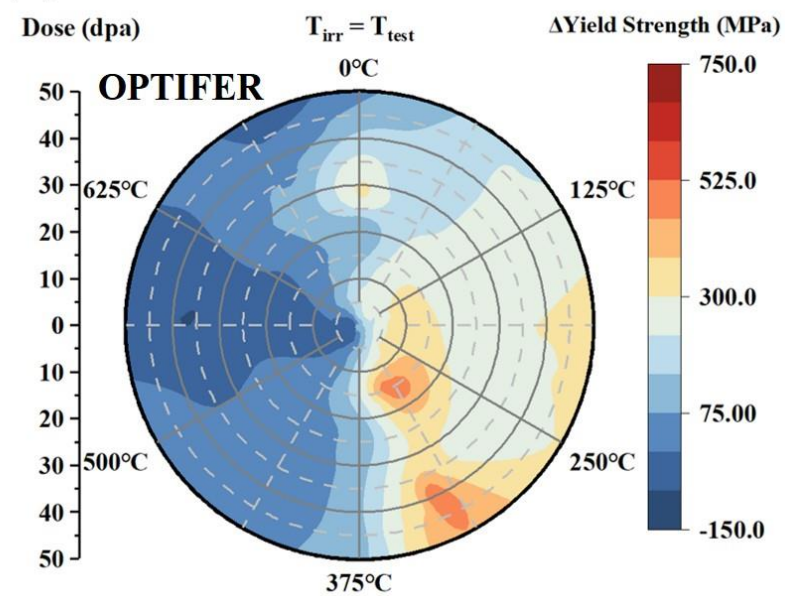 Dose (dpa)
T_irr = T_test
ΔYield Strength (MPa)
0°C
OPTIFER
50
40
30
20
10
0
10
20
30
40
50
625°C
125°C
500°C
250°C
375°C
750.0
525.0
300.0
75.00
-150.0